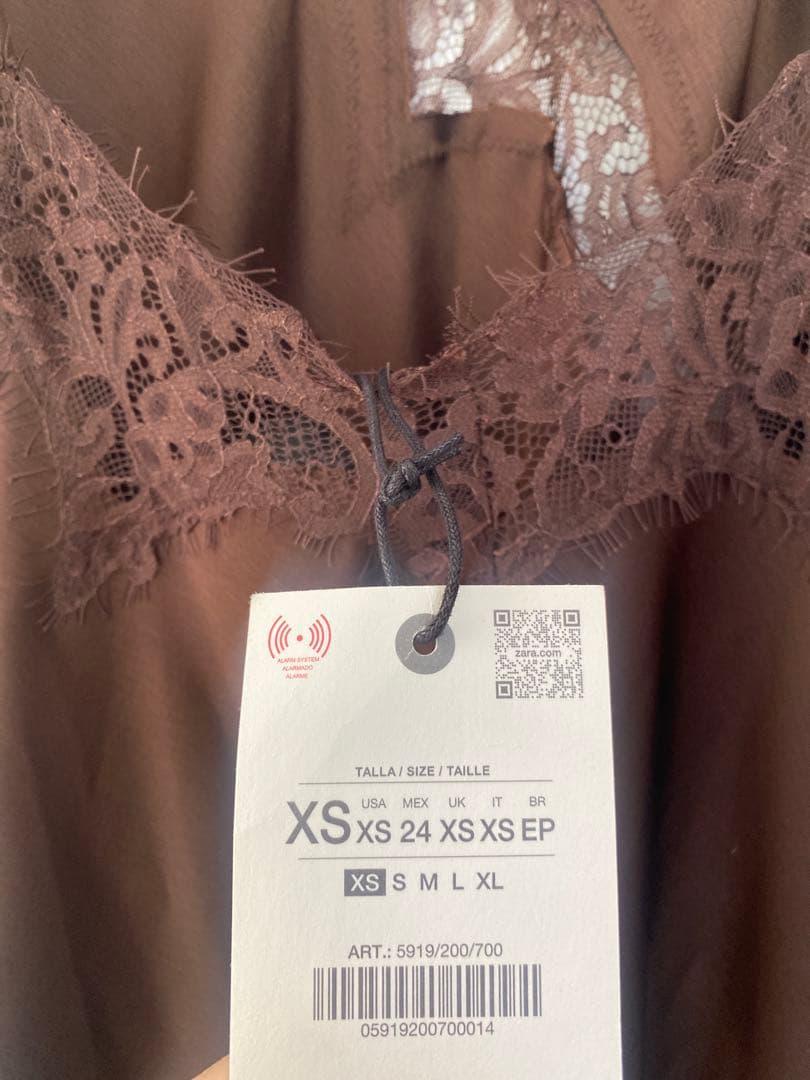 ALARM SYSTEM
ALARMADO
ALARME
zara.com
TALLA / SIZE / TAILLE
USA MEX UK IT BR
XS XS 24 XS XS EP
XS S M L XL
ART.: 5919/200/700
05919200700014